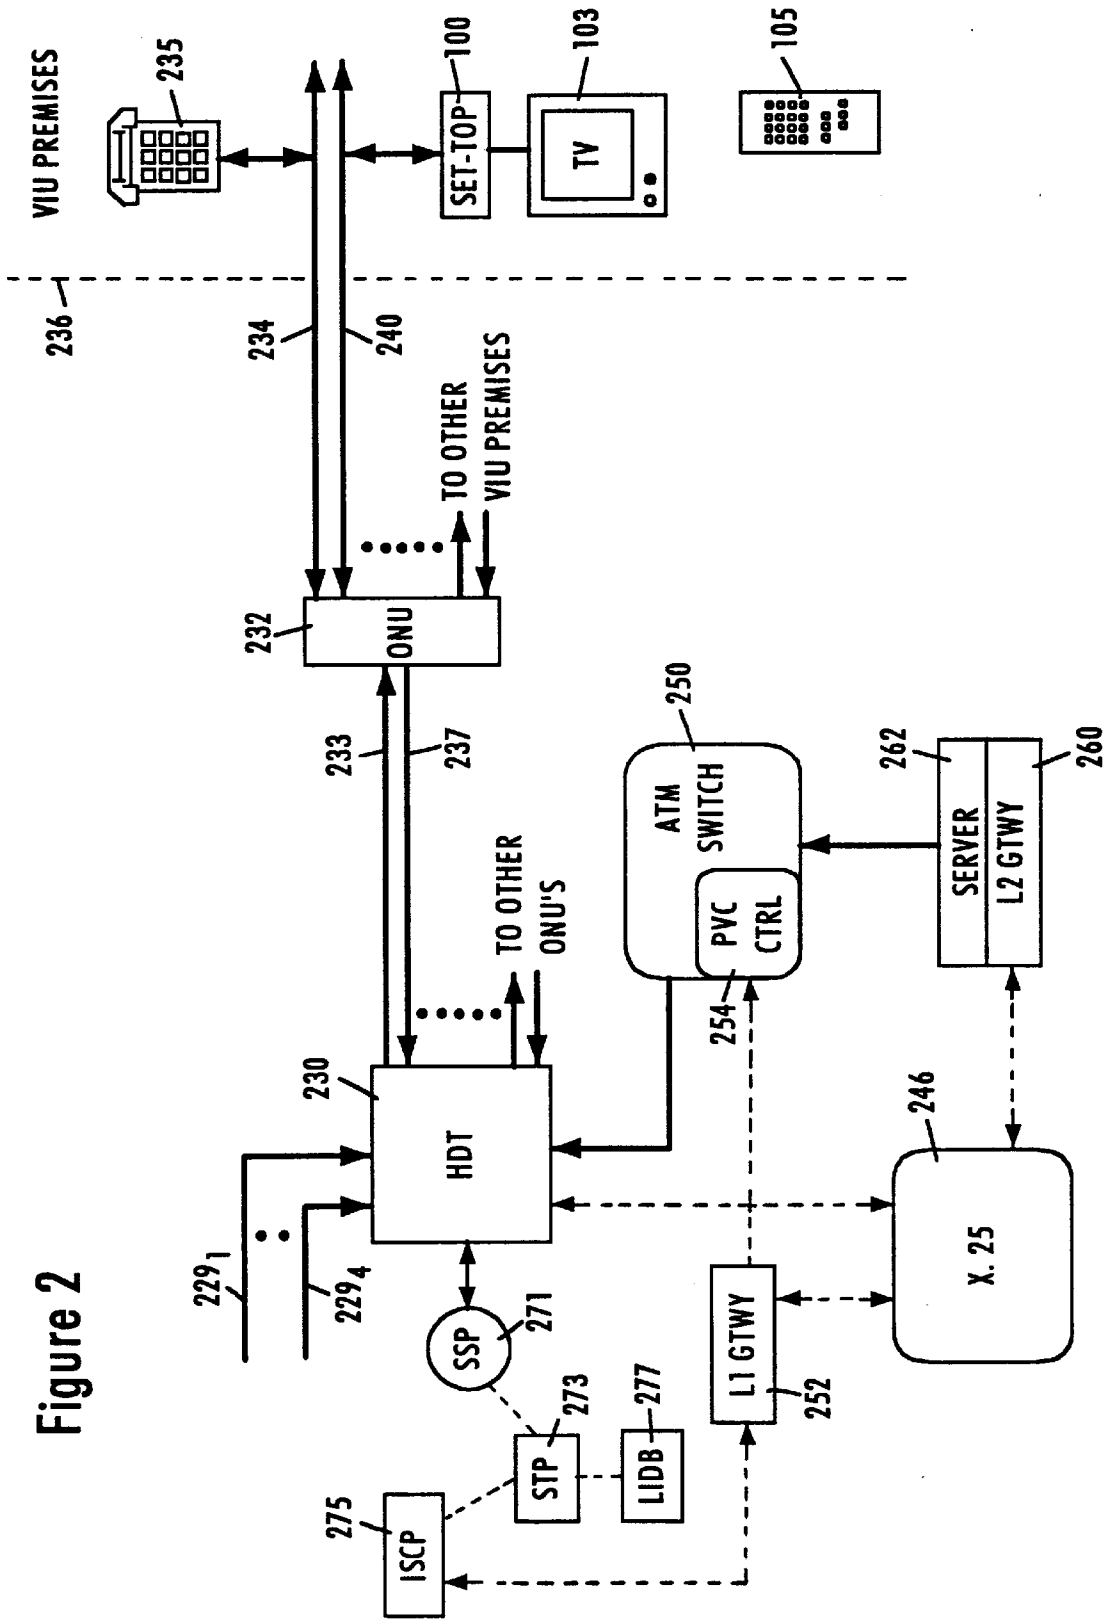 Figure 2
VIU PREMISES
235
236
234
240
100
SET-TOP
103
TV
105
TO OTHER
VIU PREMISES
232
ONU
233
237
229₁
229₄
230
HDT
TO OTHER
ONU'S
SSP
271
STP
273
LIDB
277
275
ISCP
L1 GTWY
252
ATM
SWITCH
250
PVC
CTRL
254
SERVER
L2 GTWY
262
260
246
X. 25